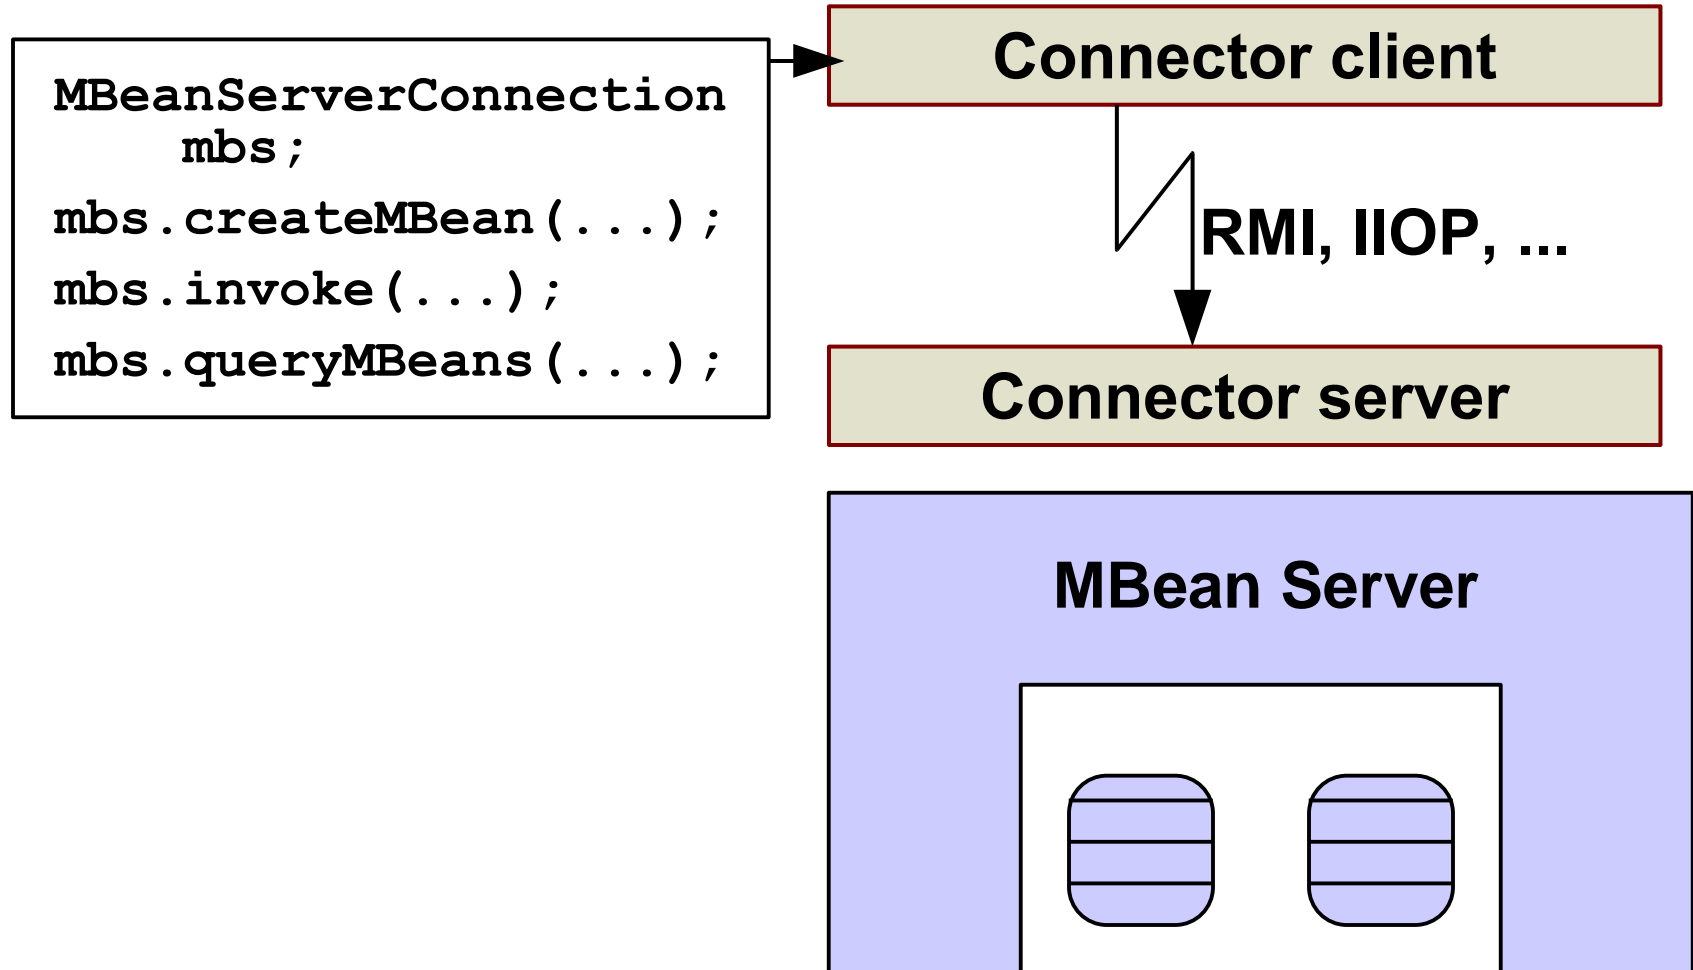 MBeanServerConnection
mbs;
mbs.createMBean(...);
mbs.invoke(...);
mbs.queryMBeans(...);
Connector client
RMI, IIOP, ...
Connector server
MBean Server